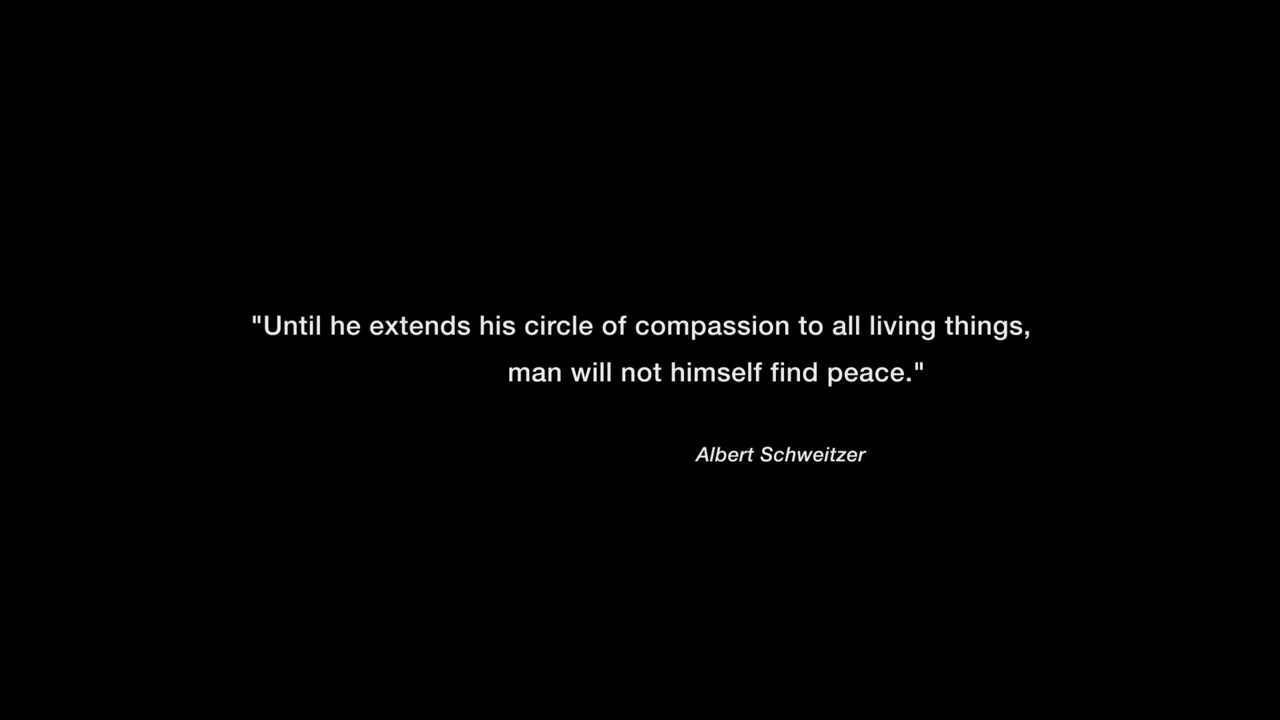 "Until he extends his circle of compassion to all living things,
man will not himself find peace."
Albert Schweitzer